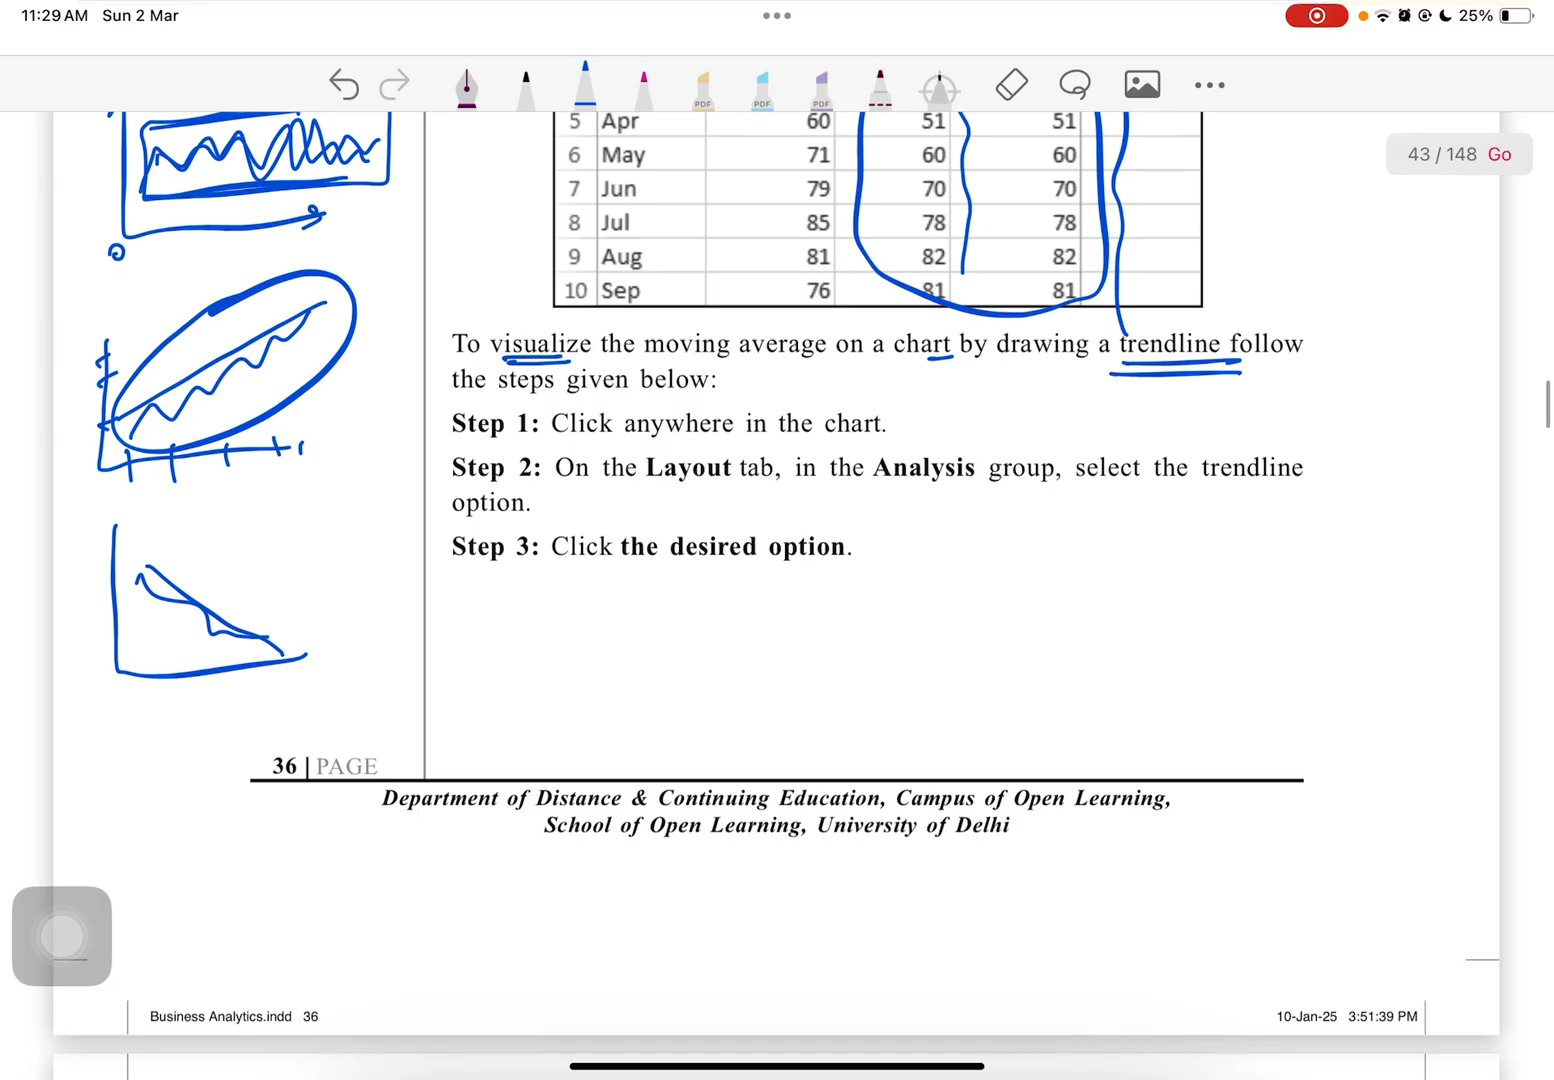 11:29 AM Sun 2 Mar
25%
PDF PDF PDF
43 / 148 Go
5 Apr 60 51 51
6 May 71 60 60
7 Jun 79 70 70
8 Jul 85 78 78
9 Aug 81 82 82
10 Sep 76 81 81
To visualize the moving average on a chart by drawing a trendline follow
the steps given below:
Step 1: Click anywhere in the chart.
Step 2: On the Layout tab, in the Analysis group, select the trendline
option.
Step 3: Click the desired option.
36 | PAGE
Department of Distance & Continuing Education, Campus of Open Learning,
School of Open Learning, University of Delhi
Business Analytics.indd 36
10-Jan-25 3:51:39 PM